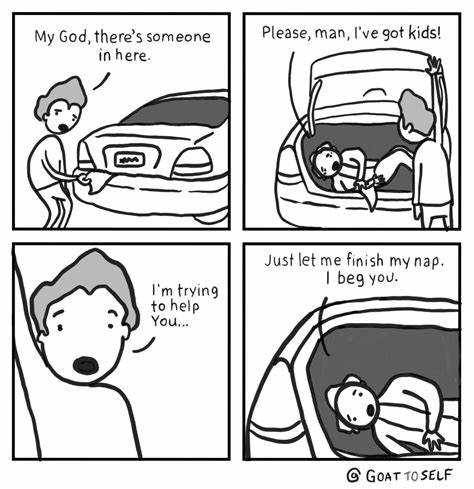 My God, there's someone
in here.
Please, man, I've got kids!
I'm trying
to help
You...
Just let me finish my nap.
I beg you.
@ GOAT TO SELF